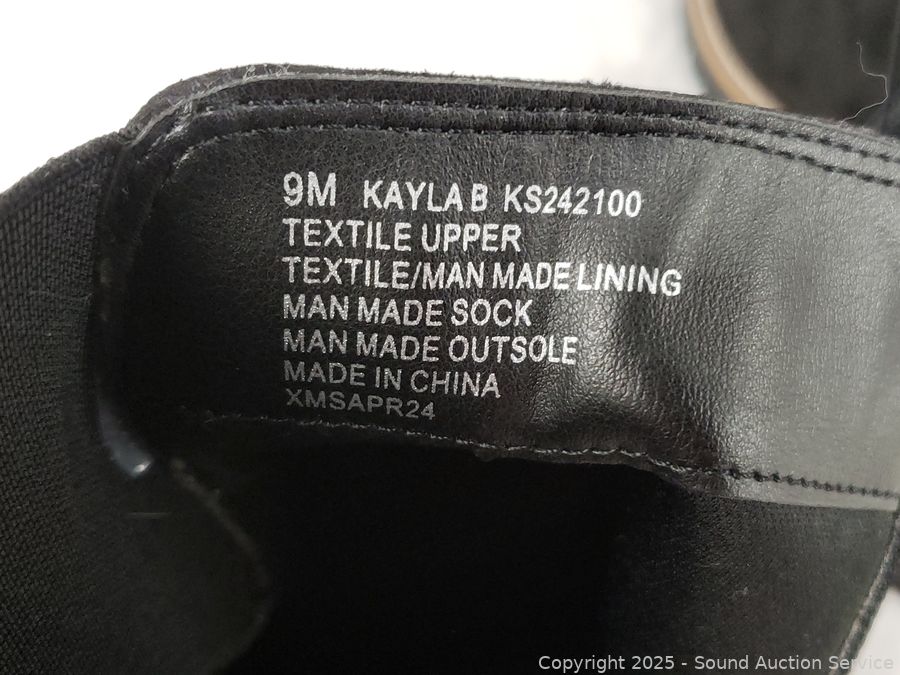 9M KAYLA B KS242100
TEXTILE UPPER
TEXTILE/MAN MADE LINING
MAN MADE SOCK
MAN MADE OUTSOLE
MADE IN CHINA
XMSAPR24
Copyright 2025 - Sound Auction Service